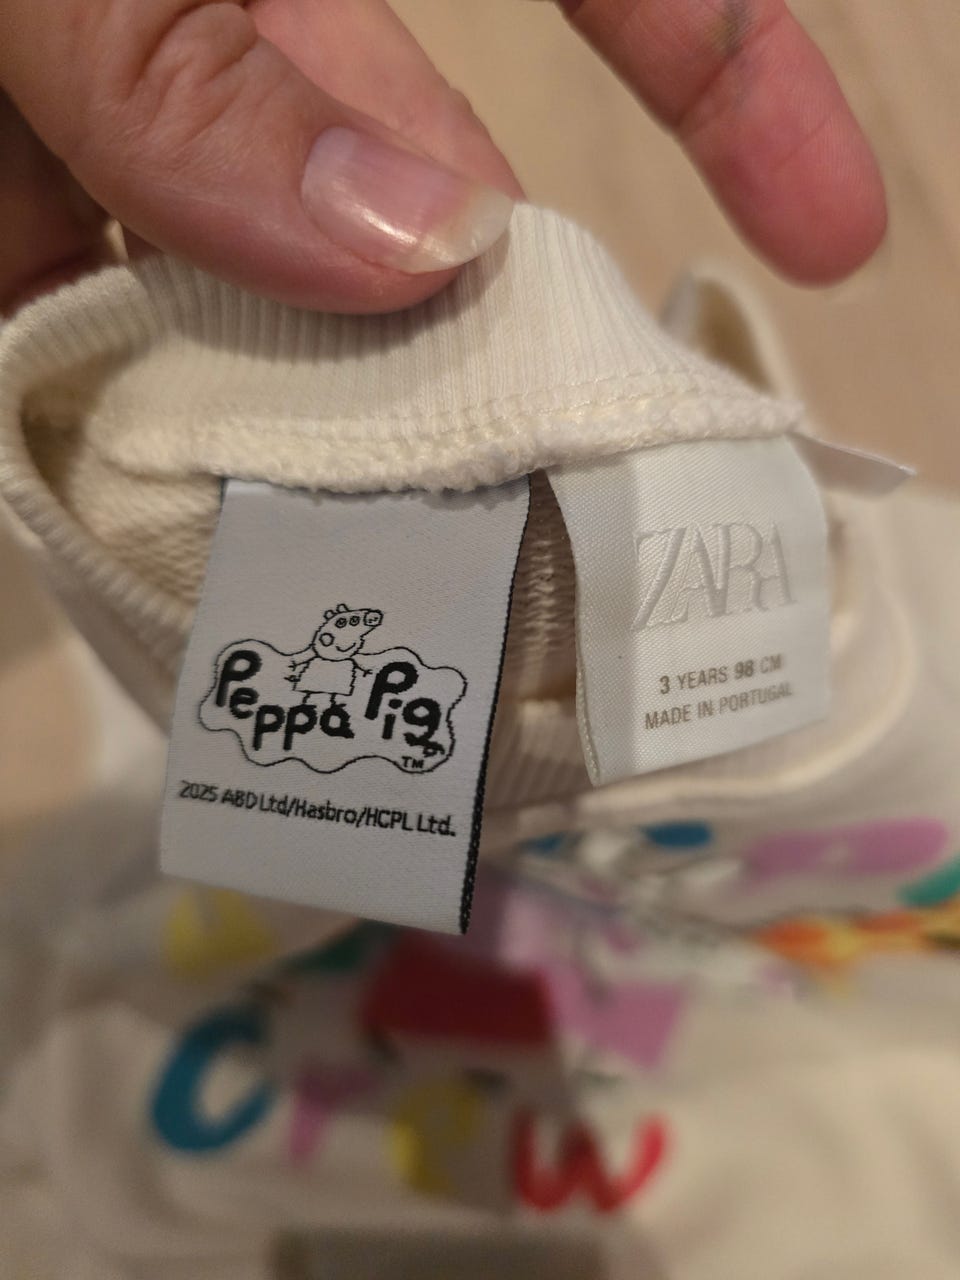 Peppa Pig
TM
2025 ABD Ltd/Hasbro/HCPL Ltd.
ZARA
3 YEARS 98 CM
MADE IN PORTUGAL